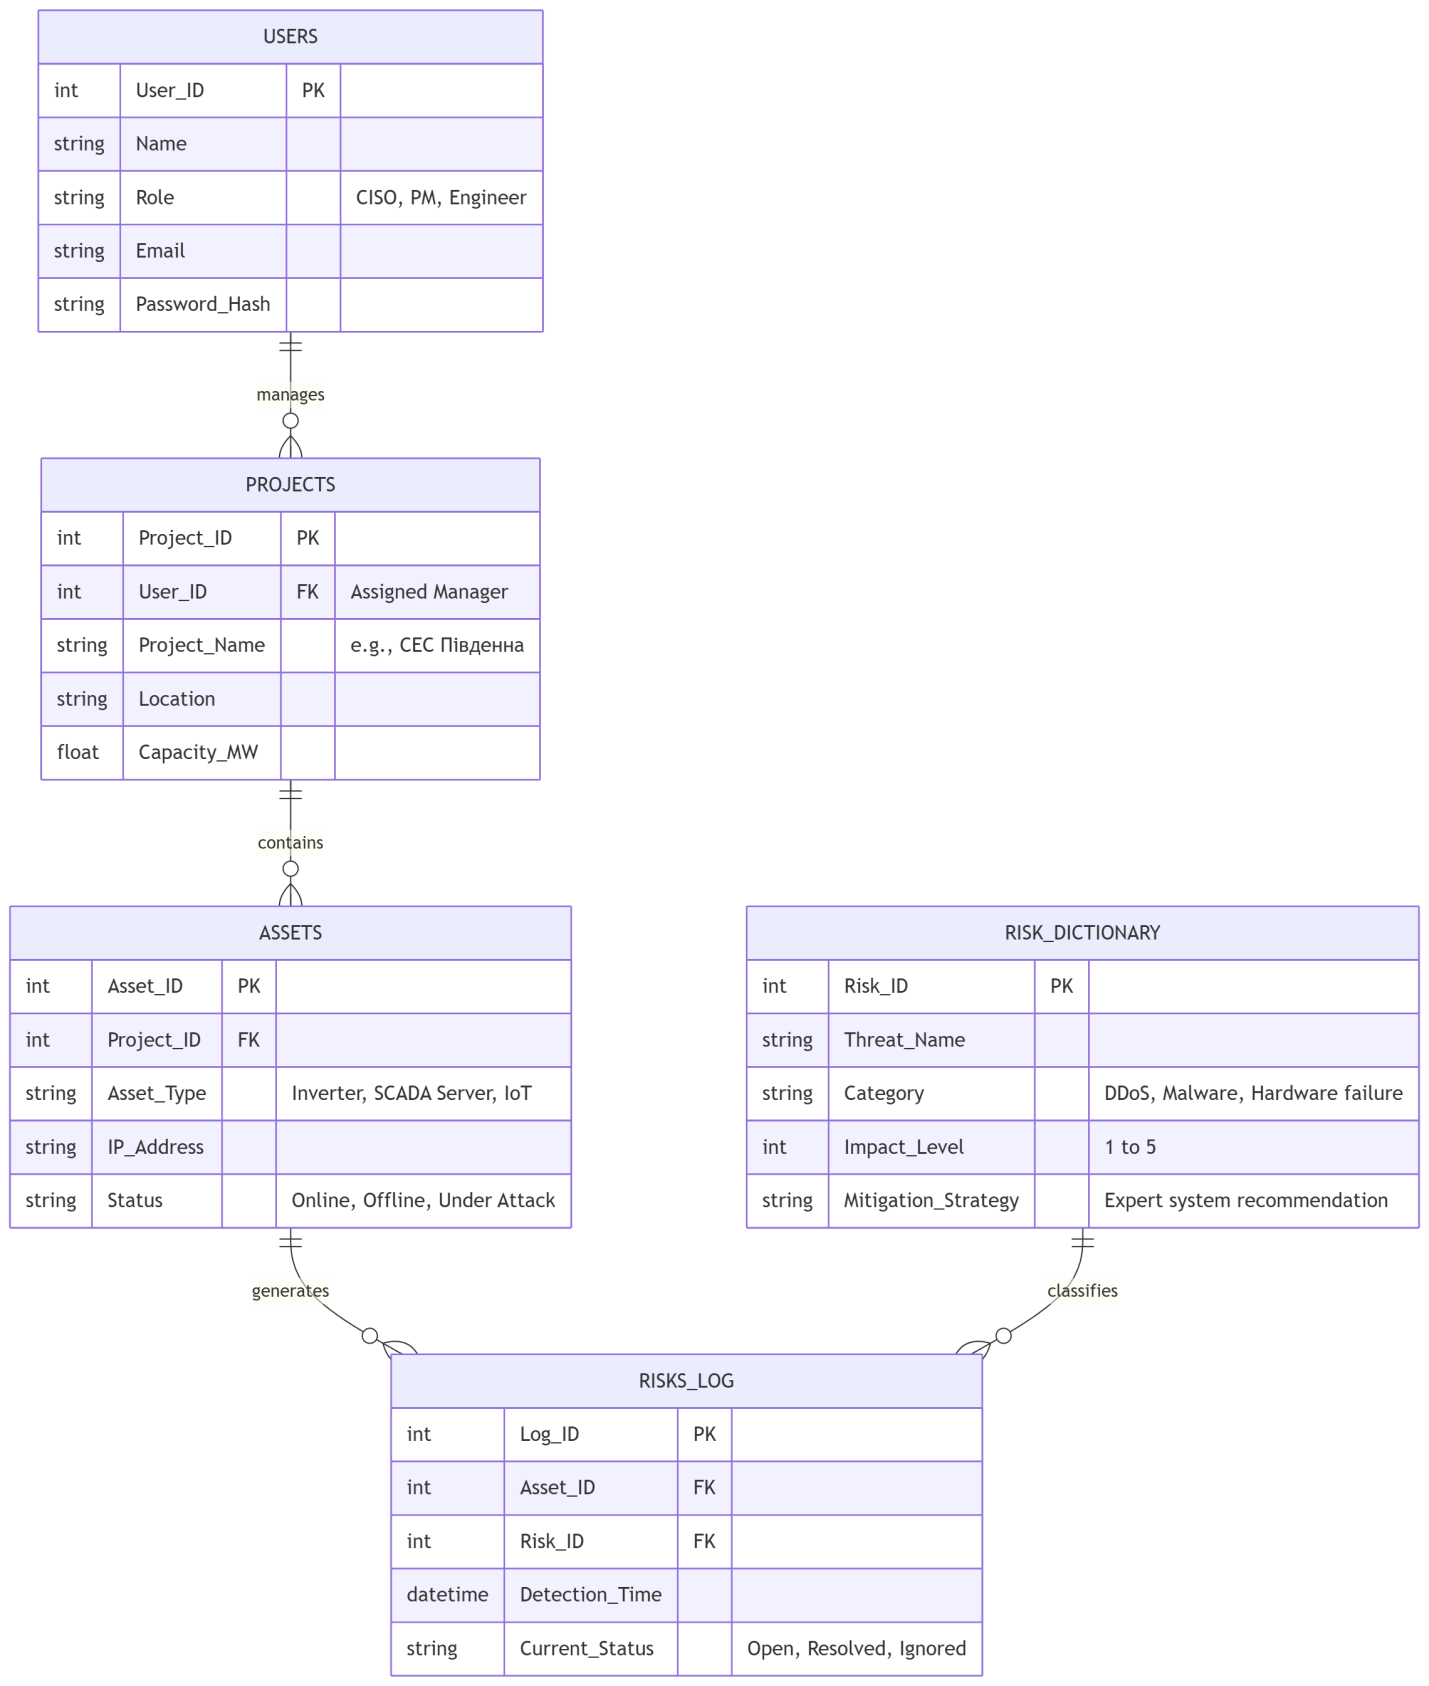 USERS
int User_ID PK
string Name
string Role CISO, PM, Engineer
string Email
string Password_Hash
manages
PROJECTS
int Project_ID PK
int User_ID FK Assigned Manager
string Project_Name e.g., СЕС Південна
string Location
float Capacity_MW
contains
ASSETS
int Asset_ID PK
int Project_ID FK
string Asset_Type Inverter, SCADA Server, IoT
string IP_Address
string Status Online, Offline, Under Attack
RISK_DICTIONARY
int Risk_ID PK
string Threat_Name
string Category DDoS, Malware, Hardware failure
int Impact_Level 1 to 5
string Mitigation_Strategy Expert system recommendation
generates
classifies
RISKS_LOG
int Log_ID PK
int Asset_ID FK
int Risk_ID FK
datetime Detection_Time
string Current_Status Open, Resolved, Ignored